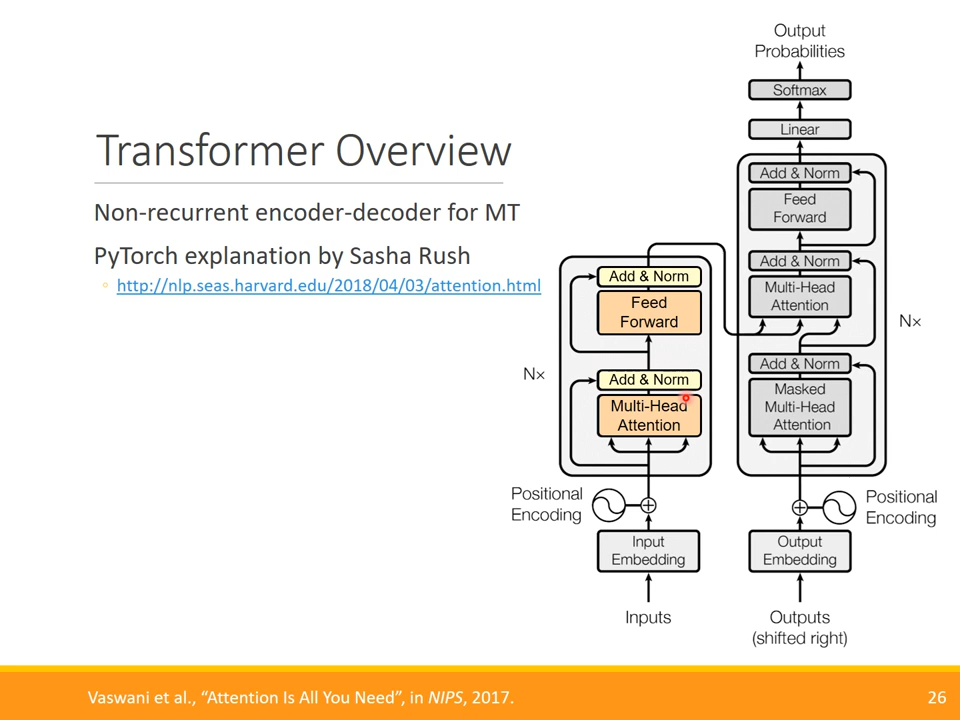 Transformer Overview
Non-recurrent encoder-decoder for MT
PyTorch explanation by Sasha Rush
http://nlp.seas.harvard.edu/2018/04/03/attention.html
Output
Probabilities
Softmax
Linear
Add & Norm
Feed
Forward
Add & Norm
Multi-Head
Attention
Add & Norm
Masked
Multi-Head
Attention
N×
Positional
Encoding
Output
Embedding
Outputs
(shifted right)
Add & Norm
Feed
Forward
Add & Norm
Multi-Head
Attention
N×
Positional
Encoding
Input
Embedding
Inputs
Vaswani et al., “Attention Is All You Need”, in NIPS, 2017.
26